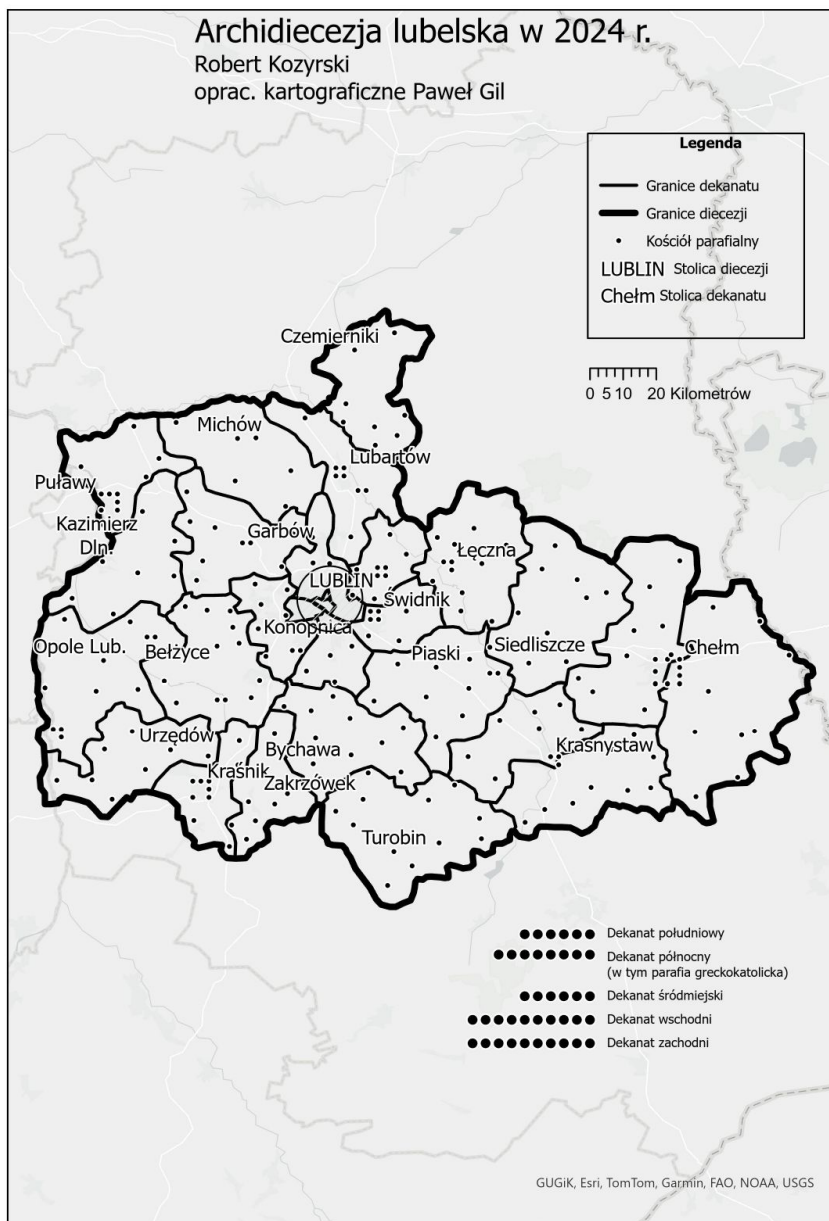 Archidiecezja lubelska w 2024 r.
Robert Kozyrski
oprac. kartograficzne Paweł Gil
Legenda
Granice dekanatu
Granice diecezji
Kościół parafialny
LUBLIN Stolica diecezji
Chełm Stolica dekanatu
0 5 10 20 Kilometrów
Czemierniki
Michów
Lubartów
Puławy
Kazimierz
Dln.
Garbów
Łęczna
LUBLIN
Świdnik
Konopnica
Opole Lub.
Bełżyce
Piaski
Siedliszcze
Chełm
Urzędów
Bychawa
Krasnystaw
Kraśnik
Zakrzówek
Turobin
Dekanat południowy
Dekanat północny
(w tym parafia greckokatolicka)
Dekanat śródmiejski
Dekanat wschodni
Dekanat zachodni
GUGiK, Esri, TomTom, Garmin, FAO, NOAA, USGS